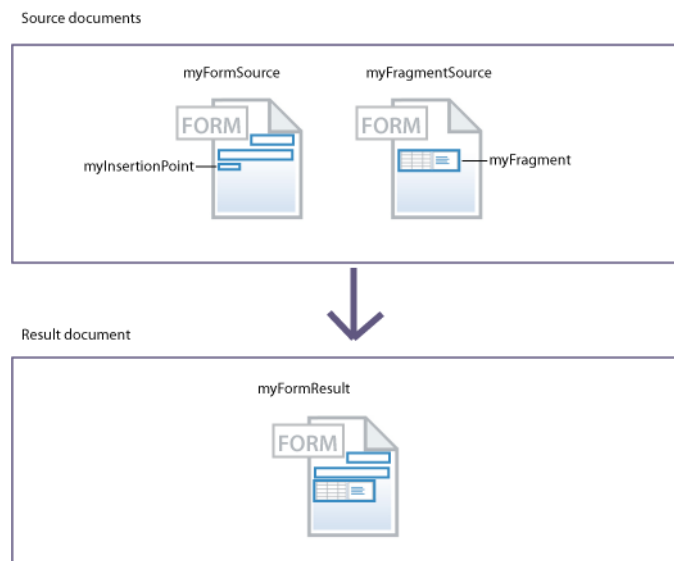 Source documents
myFormSource
myFragmentSource
FORM
FORM
myInsertionPoint
myFragment
Result document
myFormResult
FORM